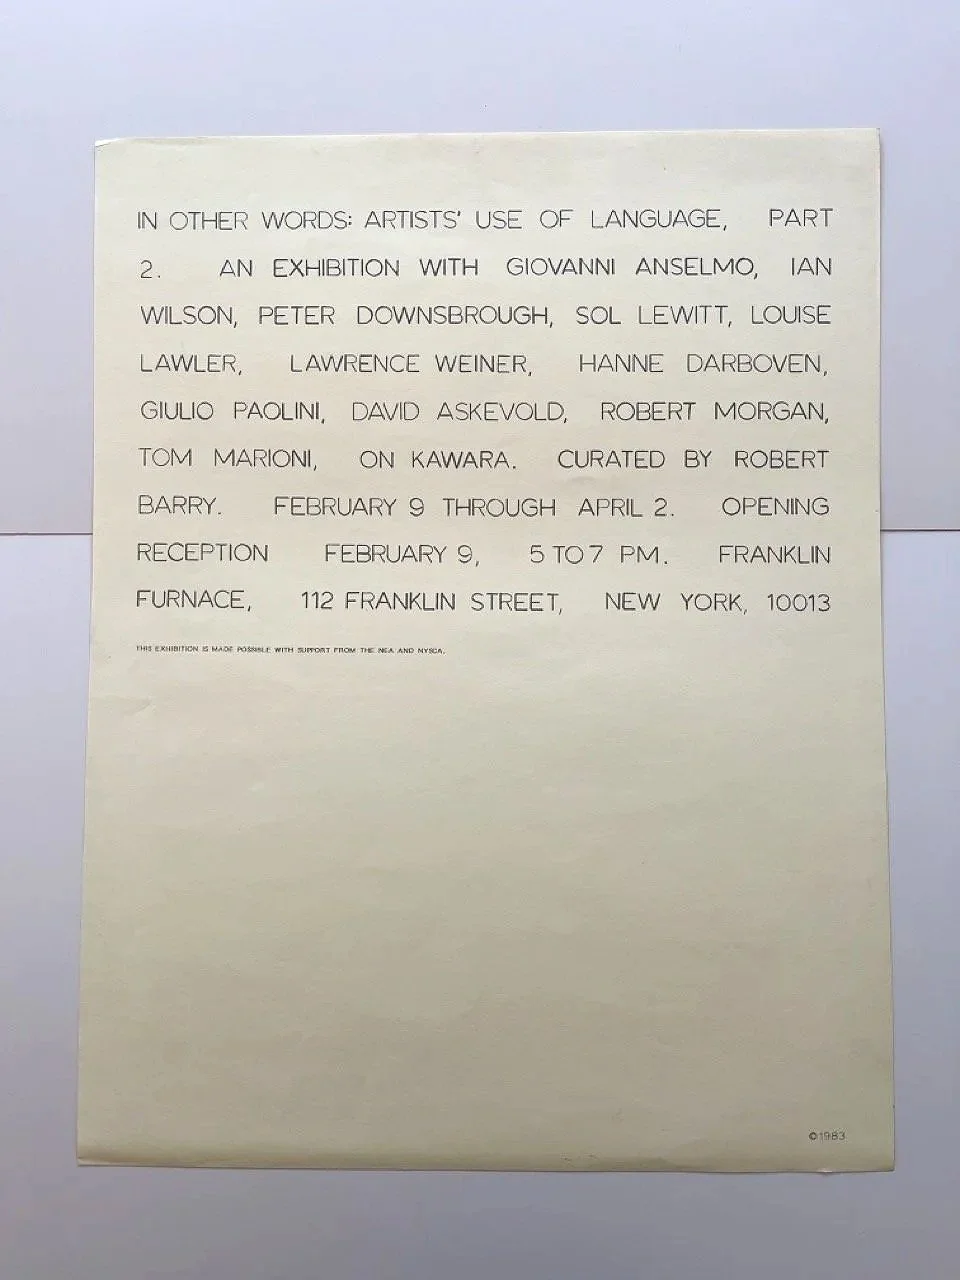 IN OTHER WORDS: ARTISTS' USE OF LANGUAGE, PART
2. AN EXHIBITION WITH GIOVANNI ANSELMO, IAN
WILSON, PETER DOWNSBROUGH, SOL LEWITT, LOUISE
LAWLER, LAWRENCE WEINER, HANNE DARBOVEN,
GIULIO PAOLINI, DAVID ASKEVOLD, ROBERT MORGAN,
TOM MARIONI, ON KAWARA. CURATED BY ROBERT
BARRY. FEBRUARY 9 THROUGH APRIL 2. OPENING
RECEPTION FEBRUARY 9, 5 TO 7 PM. FRANKLIN
FURNACE, 112 FRANKLIN STREET, NEW YORK, 10013
THIS EXHIBITION IS MADE POSSIBLE WITH SUPPORT FROM THE NEA AND NYSCA.
©1983